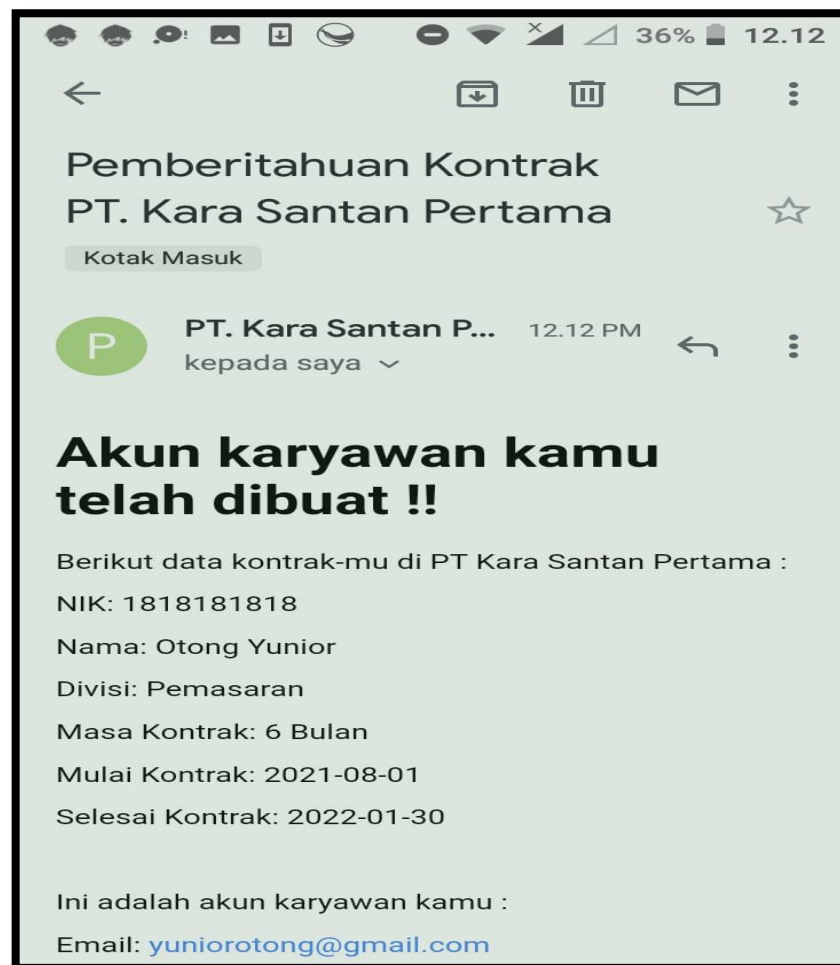 36% 12.12
Pemberitahuan Kontrak
PT. Kara Santan Pertama
Kotak Masuk
P
PT. Kara Santan P... 12.12 PM
kepada saya
Akun karyawan kamu
telah dibuat !!
Berikut data kontrak-mu di PT Kara Santan Pertama :
NIK: 1818181818
Nama: Otong Yunior
Divisi: Pemasaran
Masa Kontrak: 6 Bulan
Mulai Kontrak: 2021-08-01
Selesai Kontrak: 2022-01-30
Ini adalah akun karyawan kamu :
Email: yuniorotong@gmail.com